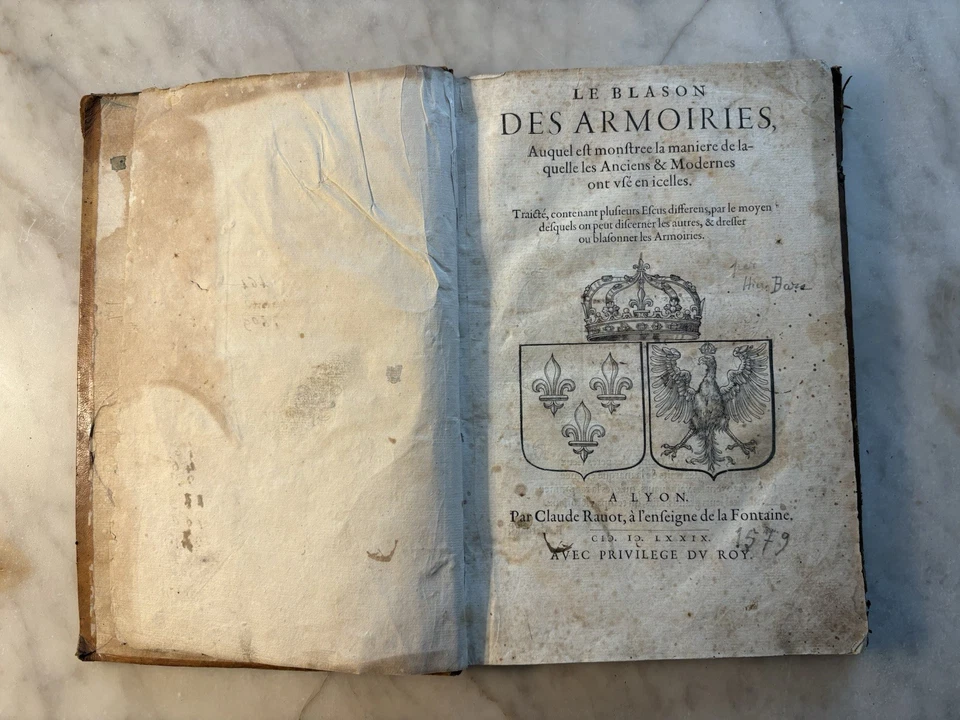 LE BLASON
DES ARMOIRIES,
Auquel eſt monſtree la maniere de la-
quelle les Anciens & Modernes
ont vſé en icelles.
Traicté, contenant pluſieurs Eſcus differens, par le moyen
deſquels on peut diſcerner les autres, & dreſſer
ou blaſonner les Armoiries.
A LYON.
Par Claude Rauot, à l'enſeigne de la Fontaine.
CIↃ. IↃ. LXXIX.
1579
AVEC PRIVILEGE DV ROY.